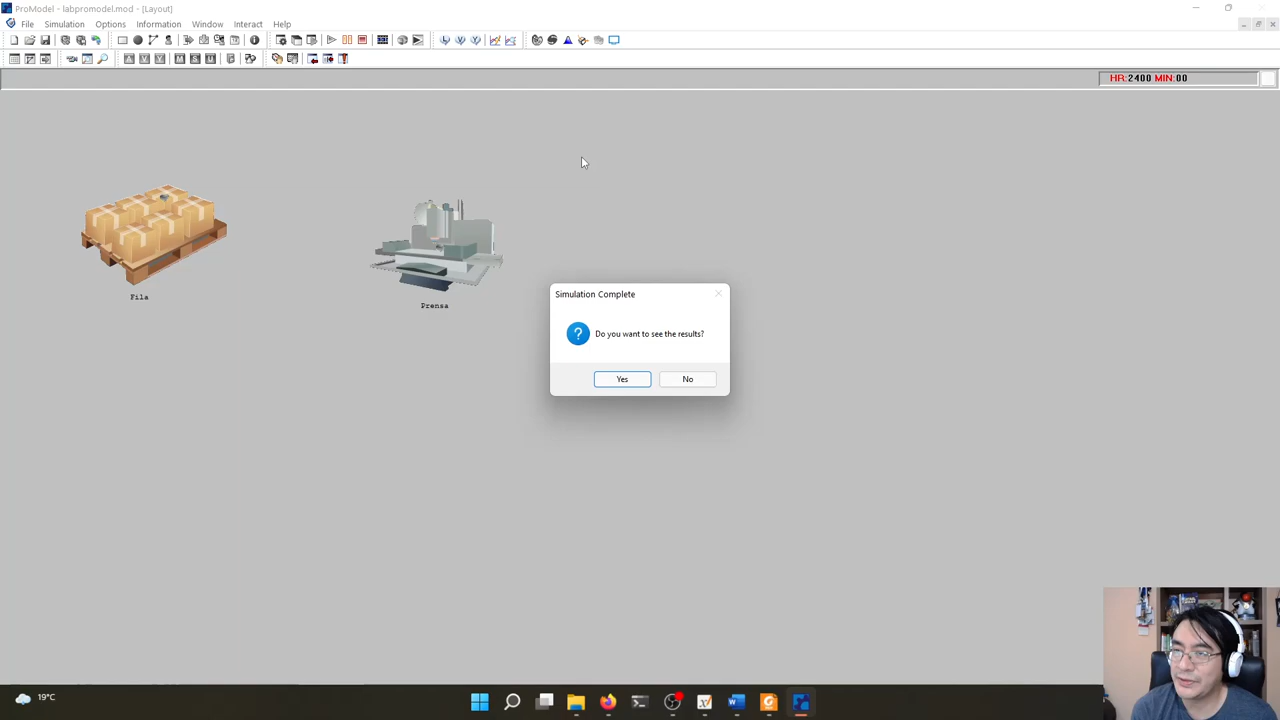 ProModel - labpromodel.mod - [Layout]
File Simulation Options Information Window Interact Help
HR:2400 MIN:00
Fila
Prensa
Simulation Complete
Do you want to see the results?
Yes No
19°C